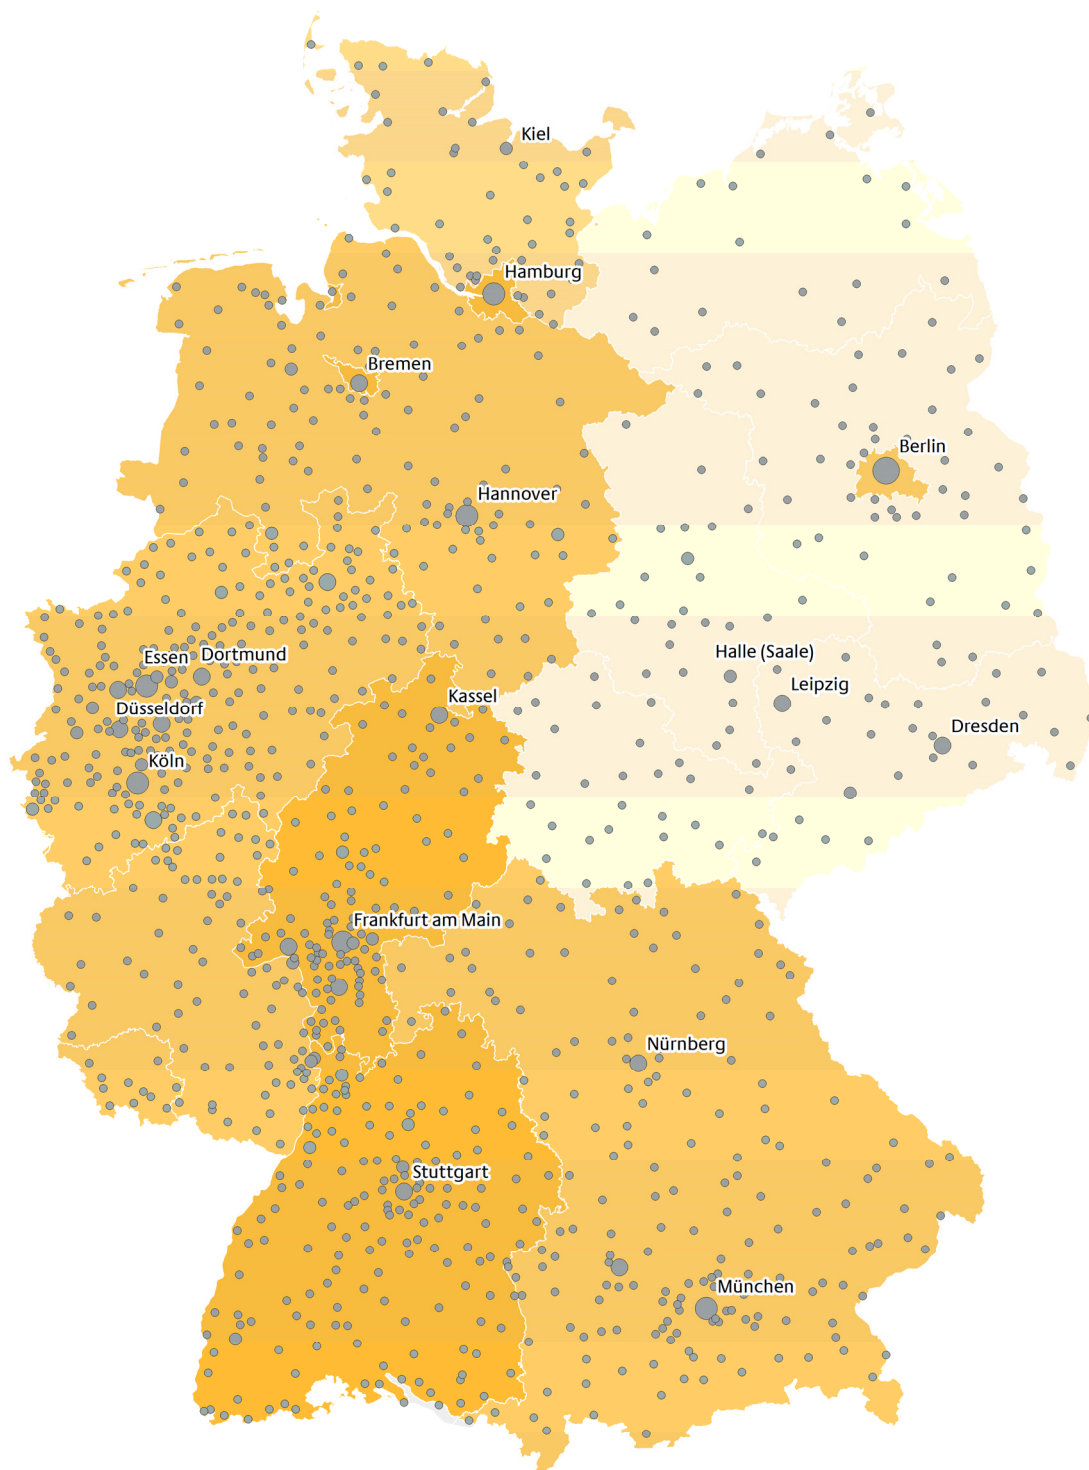 Kiel
Hamburg
Bremen
Berlin
Hannover
Essen
Dortmund
Halle (Saale)
Kassel
Leipzig
Düsseldorf
Dresden
Köln
Frankfurt am Main
Nürnberg
Stuttgart
München